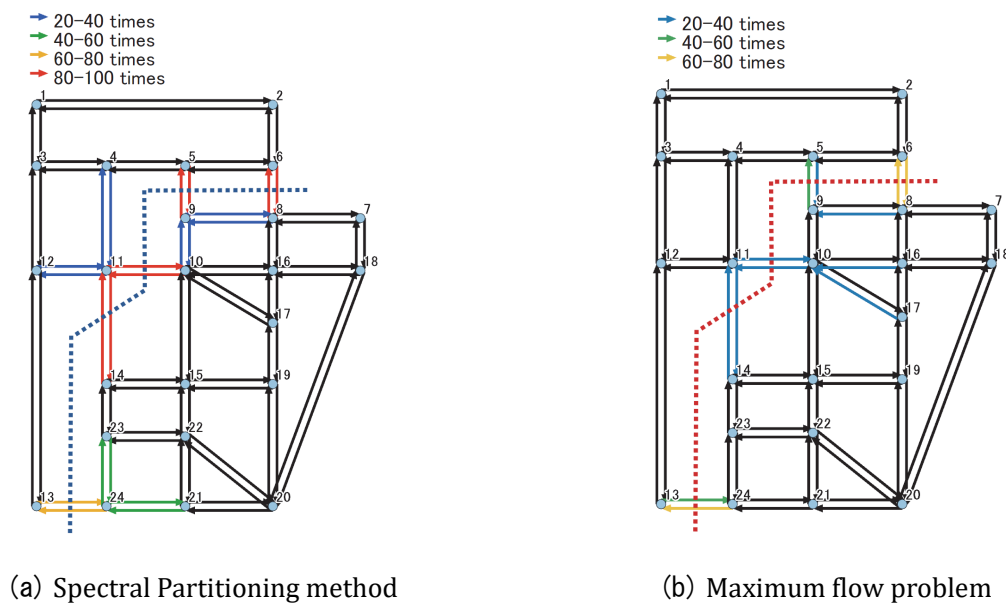 20-40 times
40-60 times
60-80 times
80-100 times
1 2
3 4 5 6
9 8 7
12 11 10 16 18
17
14 15 19
23 22
13 24 21 20
20-40 times
40-60 times
60-80 times
1 2
3 4 5 6
9 8 7
12 11 10 16 18
17
14 15 19
23 22
13 24 21 20
(a) Spectral Partitioning method
(b) Maximum flow problem